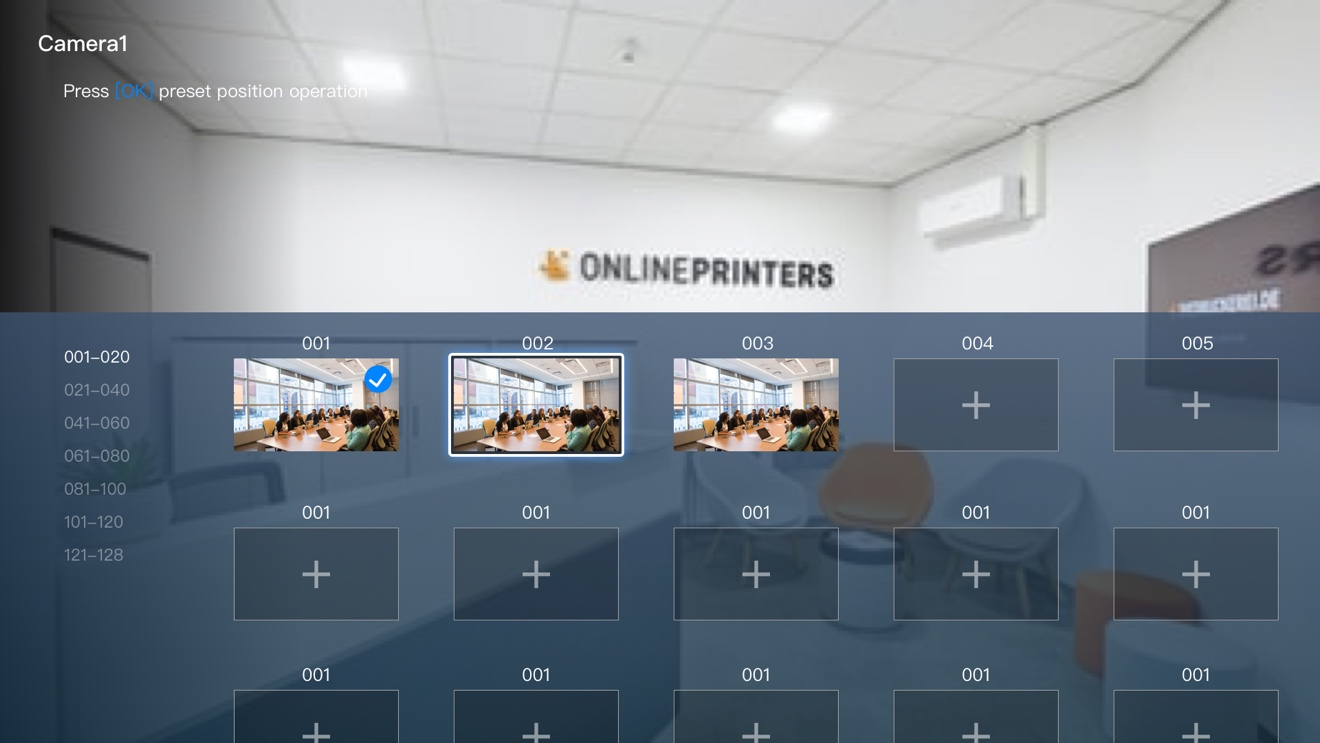 Camera1
Press [OK] preset position operation
ONLINEPRINTERS
RS
001–020
021–040
041–060
061–080
081–100
101–120
121–128
001 002 003 004 005
001 001 001 001 001
001 001 001 001 001